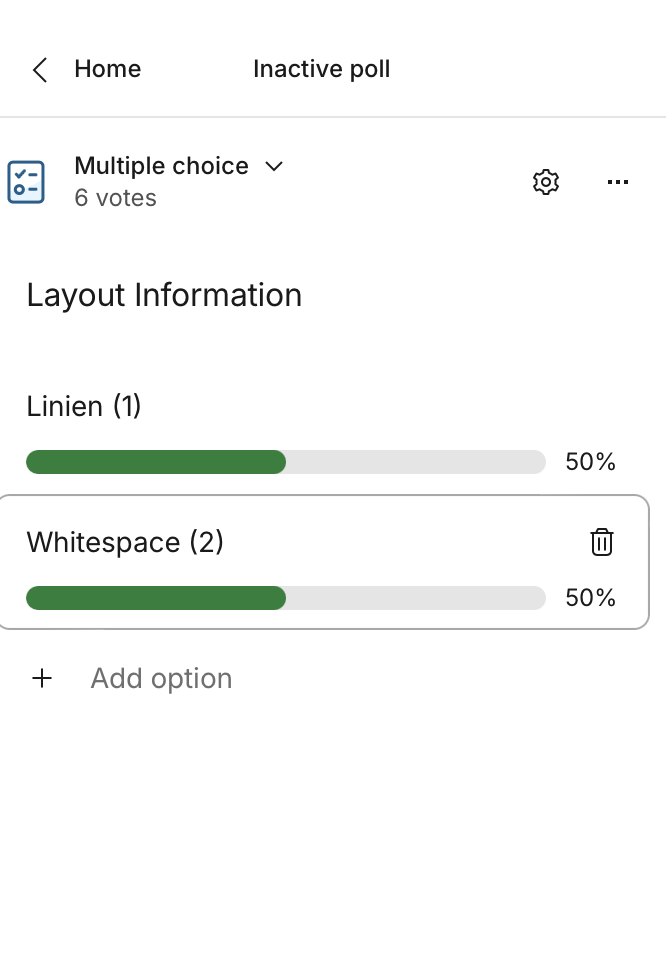 Home
Inactive poll
Multiple choice
6 votes
Layout Information
Linien (1)
50%
Whitespace (2)
50%
Add option